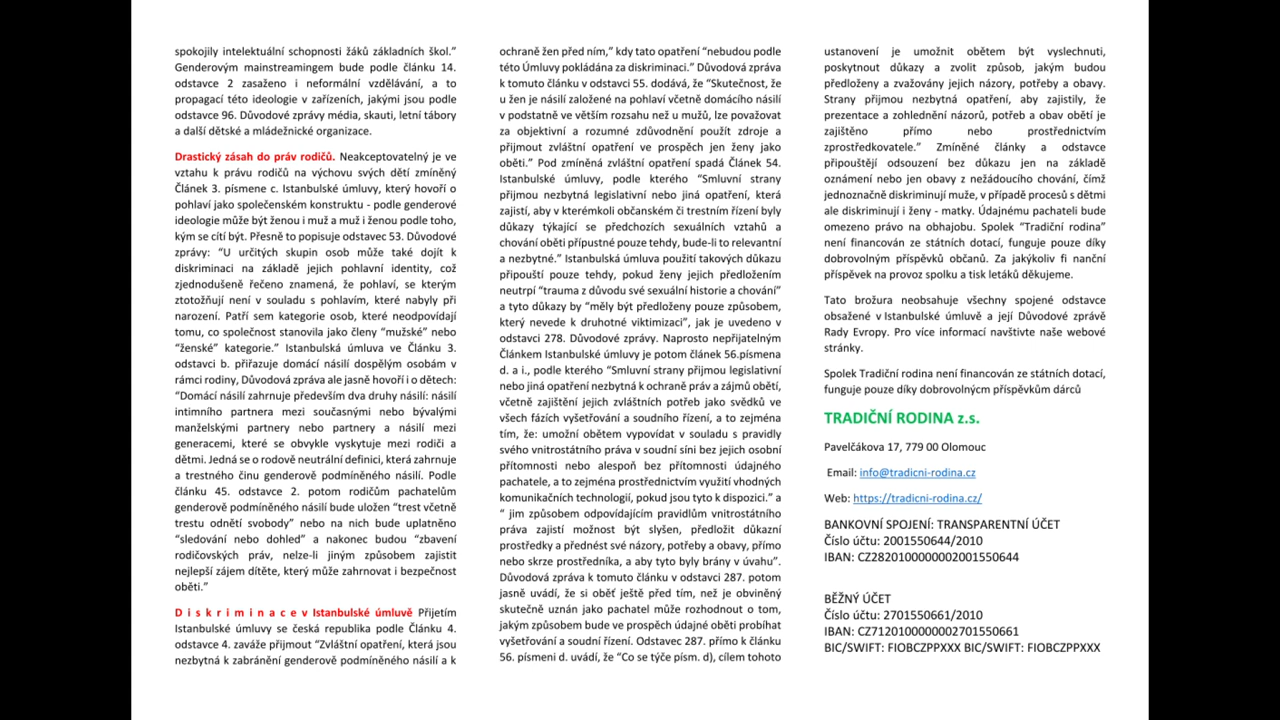 spokojily intelektuální schopnosti žáků základních škol.”
Genderovým mainstreamingem bude podle článku 14.
odstavce 2 zasaženo i neformální vzdělávání, a to
propagací této ideologie v zařízeních, jakými jsou podle
odstavce 96. Důvodové zprávy média, skauti, letní tábory
a další dětské a mládežnické organizace.
Drastický zásah do práv rodičů. Neakceptovatelný je ve
vztahu k právu rodičů na výchovu svých dětí zmíněný
Článek 3. písmene c. Istanbulské úmluvy, který hovoří o
pohlaví jako společenském konstruktu - podle genderové
ideologie může být ženou i muž a muž i ženou podle toho,
kým se cítí být. Přesně to popisuje odstavec 53. Důvodové
zprávy: “U určitých skupin osob může také dojít k
diskriminaci na základě jejich pohlavní identity, což
zjednodušeně řečeno znamená, že pohlaví, se kterým
ztotožňují není v souladu s pohlavím, které nabyly při
narození. Patří sem kategorie osob, které neodpovídají
tomu, co společnost stanovila jako členy “mužské” nebo
“ženské” kategorie.” Istanbulská úmluva ve Článku 3.
odstavci b. přiřazuje domácí násilí dospělým osobám v
rámci rodiny, Důvodová zpráva ale jasně hovoří i o dětech:
“Domácí násilí zahrnuje především dva druhy násilí: násilí
intimního partnera mezi současnými nebo bývalými
manželskými partnery nebo partnery a násilí mezi
generacemi, které se obvykle vyskytuje mezi rodiči a
dětmi. Jedná se o rodově neutrální definici, která zahrnuje
a trestného činu genderově podmíněného násilí. Podle
článku 45. odstavce 2. potom rodičům pachatelům
genderově podmíněného násilí bude uložen “trest včetně
trestu odnětí svobody” nebo na nich bude uplatněno
“sledování nebo dohled” a nakonec budou “zbavení
rodičovských práv, nelze-li jiným způsobem zajistit
nejlepší zájem dítěte, který může zahrnovat i bezpečnost
oběti.”
D i s k r i m i n a c e v Istanbulské úmluvě Přijetím
Istanbulské úmluvy se česká republika podle Článku 4.
odstavce 4. zaváže přijmout “Zvláštní opatření, která jsou
nezbytná k zabránění genderově podmíněného násilí a k
ochraně žen před ním,” kdy tato opatření “nebudou podle
této Úmluvy pokládána za diskriminaci.” Důvodová zpráva
k tomuto článku v odstavci 55. dodává, že “Skutečnost, že
u žen je násilí založené na pohlaví včetně domácího násilí
v podstatně ve větším rozsahu než u mužů, lze považovat
za objektivní a rozumné zdůvodnění použít zdroje a
přijmout zvláštní opatření ve prospěch jen ženy jako
oběti.” Pod zmíněná zvláštní opatření spadá Článek 54.
Istanbulské úmluvy, podle kterého “Smluvní strany
přijmou nezbytná legislativní nebo jiná opatření, která
zajistí, aby v kterémkoli občanském či trestním řízení byly
důkazy týkající se předchozích sexuálních vztahů a
chování oběti přípustné pouze tehdy, bude-li to relevantní
a nezbytné.” Istanbulská úmluva použití takových důkazu
připouští pouze tehdy, pokud ženy jejich předložením
neutrpí “trauma z důvodu své sexuální historie a chování”
a tyto důkazy by “měly být předloženy pouze způsobem,
který nevede k druhotné viktimizaci”, jak je uvedeno v
odstavci 278. Důvodové zprávy. Naprosto nepřijatelným
Článkem Istanbulské úmluvy je potom článek 56.písmena
d. a i., podle kterého “Smluvní strany přijmou legislativní
nebo jiná opatření nezbytná k ochraně práv a zájmů obětí,
včetně zajištění jejich zvláštních potřeb jako svědků ve
všech fázích vyšetřování a soudního řízení, a to zejména
tím, že: umožní obětem vypovídat v souladu s pravidly
svého vnitrostátního práva v soudní síni bez jejich osobní
přítomnosti nebo alespoň bez přítomnosti údajného
pachatele, a to zejména prostřednictvím využití vhodných
komunikačních technologií, pokud jsou tyto k dispozici.” a
“ jim způsobem odpovídajícím pravidlům vnitrostátního
práva zajistí možnost být slyšen, předložit důkazní
prostředky a přednést své názory, potřeby a obavy, přímo
nebo skrze prostředníka, a aby tyto byly brány v úvahu”.
Důvodová zpráva k tomuto článku v odstavci 287. potom
jasně uvádí, že si oběť ještě před tím, než je obviněný
skutečně uznán jako pachatel může rozhodnout o tom,
jakým způsobem bude ve prospěch údajné oběti probíhat
vyšetřování a soudní řízení. Odstavec 287. přímo k článku
56. písmeni d. uvádí, že “Co se týče písm. d), cílem tohoto
ustanovení je umožnit obětem být vyslechnuti,
poskytnout důkazy a zvolit způsob, jakým budou
předloženy a zvažovány jejich názory, potřeby a obavy.
Strany přijmou nezbytná opatření, aby zajistily, že
prezentace a zohlednění názorů, potřeb a obav obětí je
zajištěno přímo nebo prostřednictvím
zprostředkovatele.” Zmíněné články a odstavce
připouštějí odsouzení bez důkazu jen na základě
oznámení nebo jen obavy z nežádoucího chování, čímž
jednoznačně diskriminují muže, v případě procesů s dětmi
ale diskriminují i ženy - matky. Údajnému pachateli bude
omezeno právo na obhajobu. Spolek “Tradiční rodina”
není financován ze státních dotací, funguje pouze díky
dobrovolným příspěvků občanů. Za jakýkoliv fi nanční
příspěvek na provoz spolku a tisk letáků děkujeme.
Tato brožura neobsahuje všechny spojené odstavce
obsažené v Istanbulské úmluvě a její Důvodové zprávě
Rady Evropy. Pro více informací navštivte naše webové
stránky.
Spolek Tradiční rodina není financován ze státních dotací,
funguje pouze díky dobrovolnýcm příspěvkům dárců
TRADIČNÍ RODINA z.s.
Pavelčákova 17, 779 00 Olomouc
Email: info@tradicni-rodina.cz
Web: https://tradicni-rodina.cz/
BANKOVNÍ SPOJENÍ: TRANSPARENTNÍ ÚČET
Číslo účtu: 2001550644/2010
IBAN: CZ2820100000002001550644
BĚŽNÝ ÚČET
Číslo účtu: 2701550661/2010
IBAN: CZ7120100000002701550661
BIC/SWIFT: FIOBCZPPXXX BIC/SWIFT: FIOBCZPPXXX